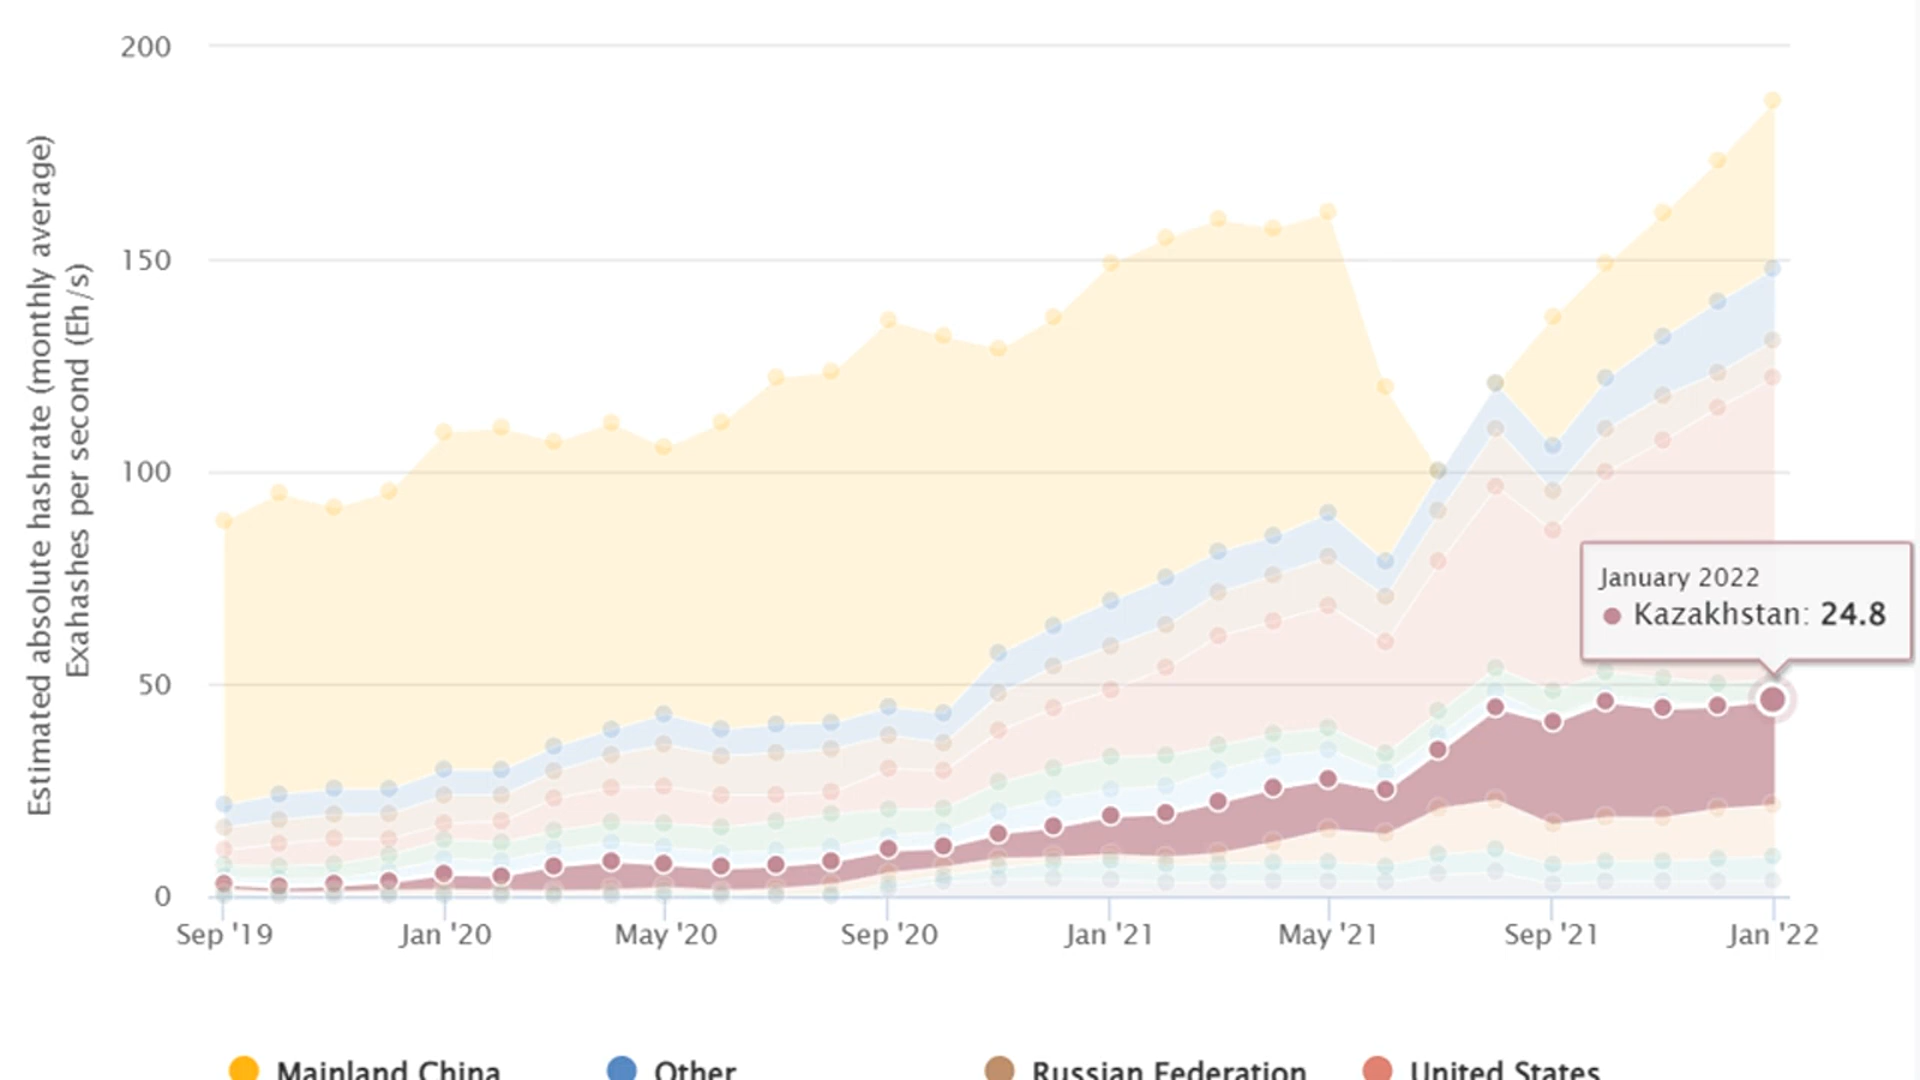 200
150
100
50
0
Estimated absolute hashrate (monthly average)
Exahashes per second (Eh/s)
January 2022
Kazakhstan: 24.8
Sep '19
Jan '20
May '20
Sep '20
Jan '21
May '21
Sep '21
Jan '22
Mainland China
Other
Russian Federation
United States